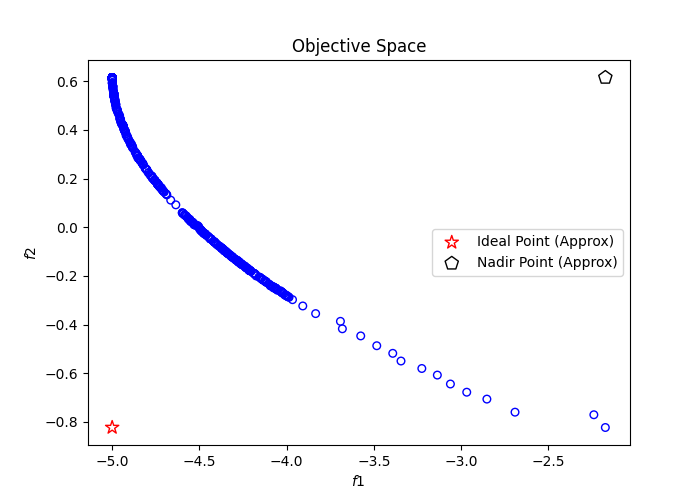 Objective Space
0.6
0.4
0.2
0.0
−0.2
−0.4
−0.6
−0.8
f2
Ideal Point (Approx)
Nadir Point (Approx)
−5.0 −4.5 −4.0 −3.5 −3.0 −2.5
f1